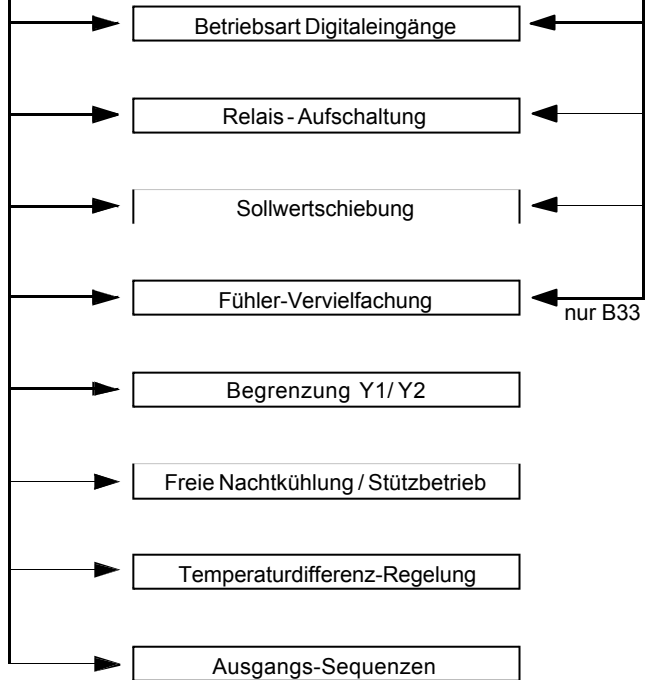 Betriebsart Digitaleingänge
Relais - Aufschaltung
Sollwertschiebung
Fühler-Vervielfachung
nur B33
Begrenzung Y1/ Y2
Freie Nachtkühlung / Stützbetrieb
Temperaturdifferenz-Regelung
Ausgangs-Sequenzen